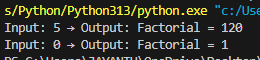 s/Python/Python313/python.exe "c:/Use
Input: 5 → Output: Factorial = 120
Input: 0 → Output: Factorial = 1